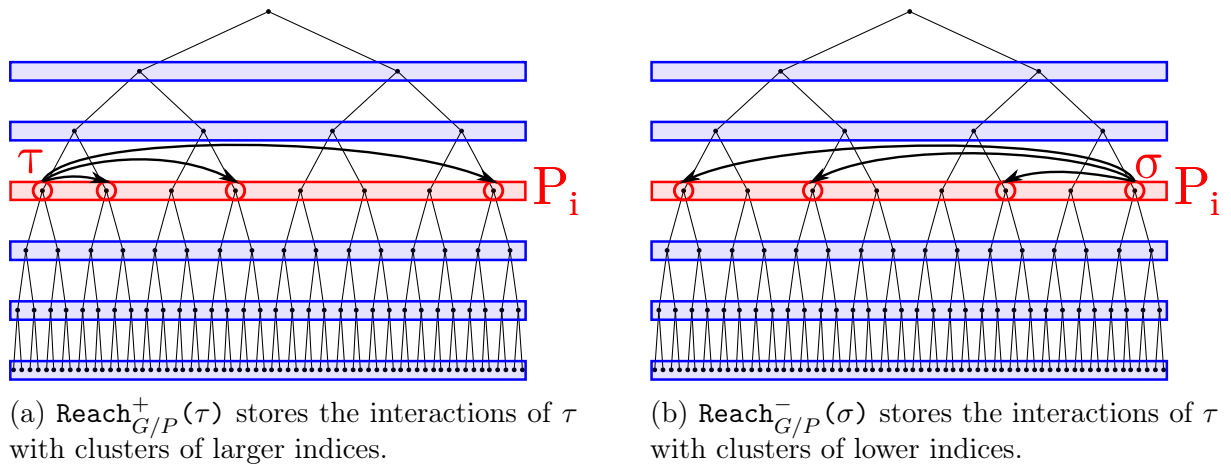 τ
P_i
σ
P_i
(a) Reach⁺_{G/P}(τ) stores the interactions of τ
with clusters of larger indices.
(b) Reach⁻_{G/P}(σ) stores the interactions of τ
with clusters of lower indices.